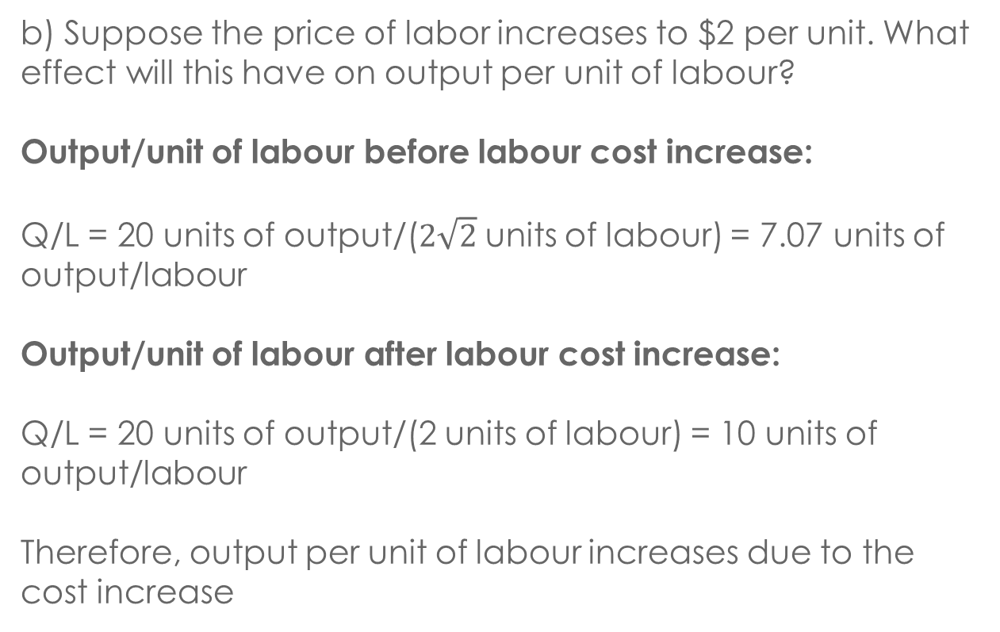 b) Suppose the price of labor increases to $2 per unit. What
effect will this have on output per unit of labour?
Output/unit of labour before labour cost increase:
Q/L = 20 units of output/(2√2 units of labour) = 7.07 units of
output/labour
Output/unit of labour after labour cost increase:
Q/L = 20 units of output/(2 units of labour) = 10 units of
output/labour
Therefore, output per unit of labour increases due to the
cost increase